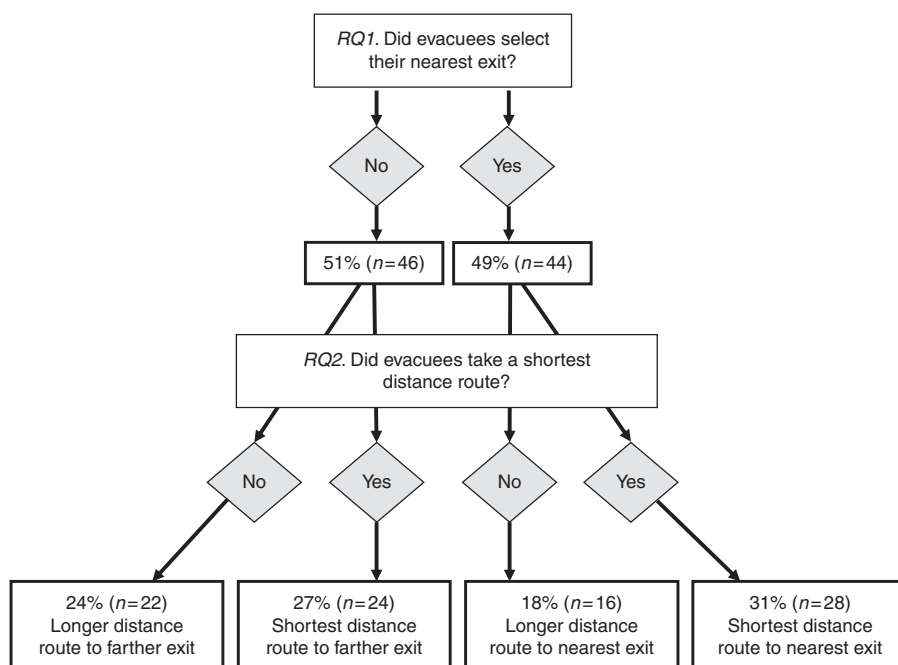 RQ1. Did evacuees select
their nearest exit?
No
Yes
51% (n=46)
49% (n=44)
RQ2. Did evacuees take a shortest
distance route?
No
Yes
No
Yes
24% (n=22)
Longer distance
route to farther exit
27% (n=24)
Shortest distance
route to farther exit
18% (n=16)
Longer distance
route to nearest exit
31% (n=28)
Shortest distance
route to nearest exit